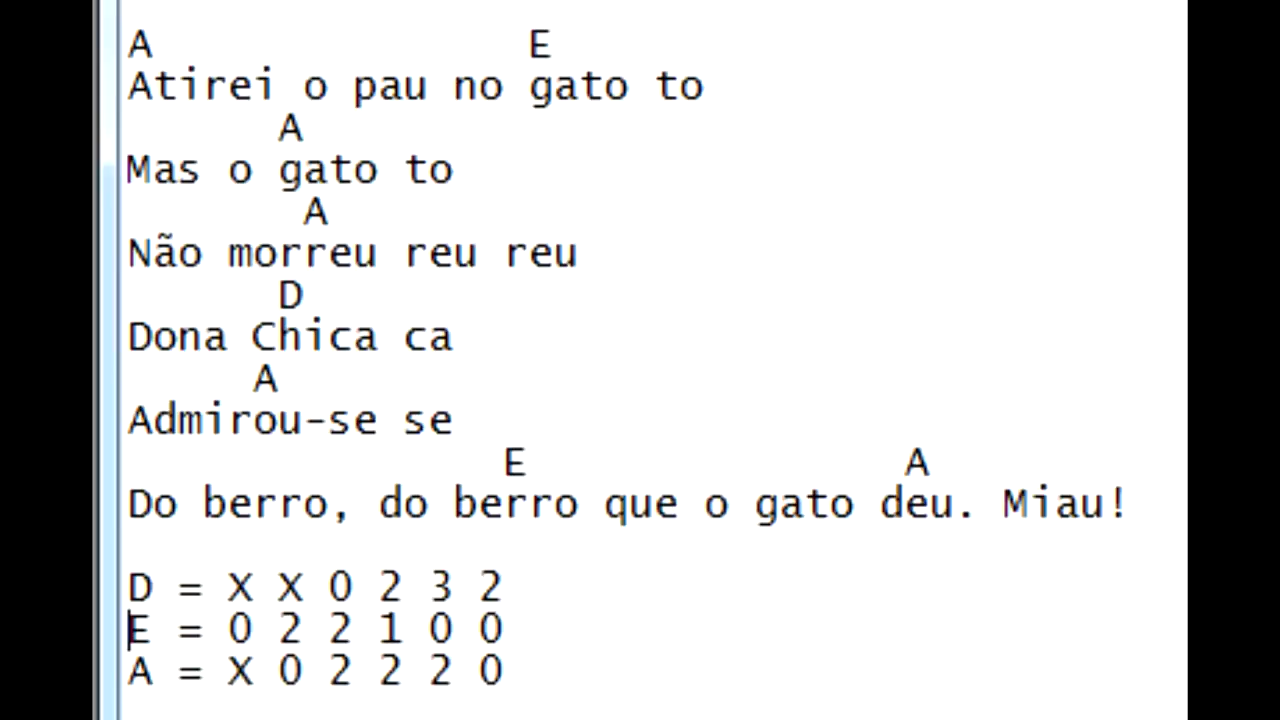 A                E
Atirei o pau no gato to
      A
Mas o gato to
       A
Não morreu reu reu
      D
Dona Chica ca
     A
Admirou-se se
               E               A
Do berro, do berro que o gato deu. Miau!
D = X X 0 2 3 2
E = 0 2 2 1 0 0
A = X 0 2 2 2 0